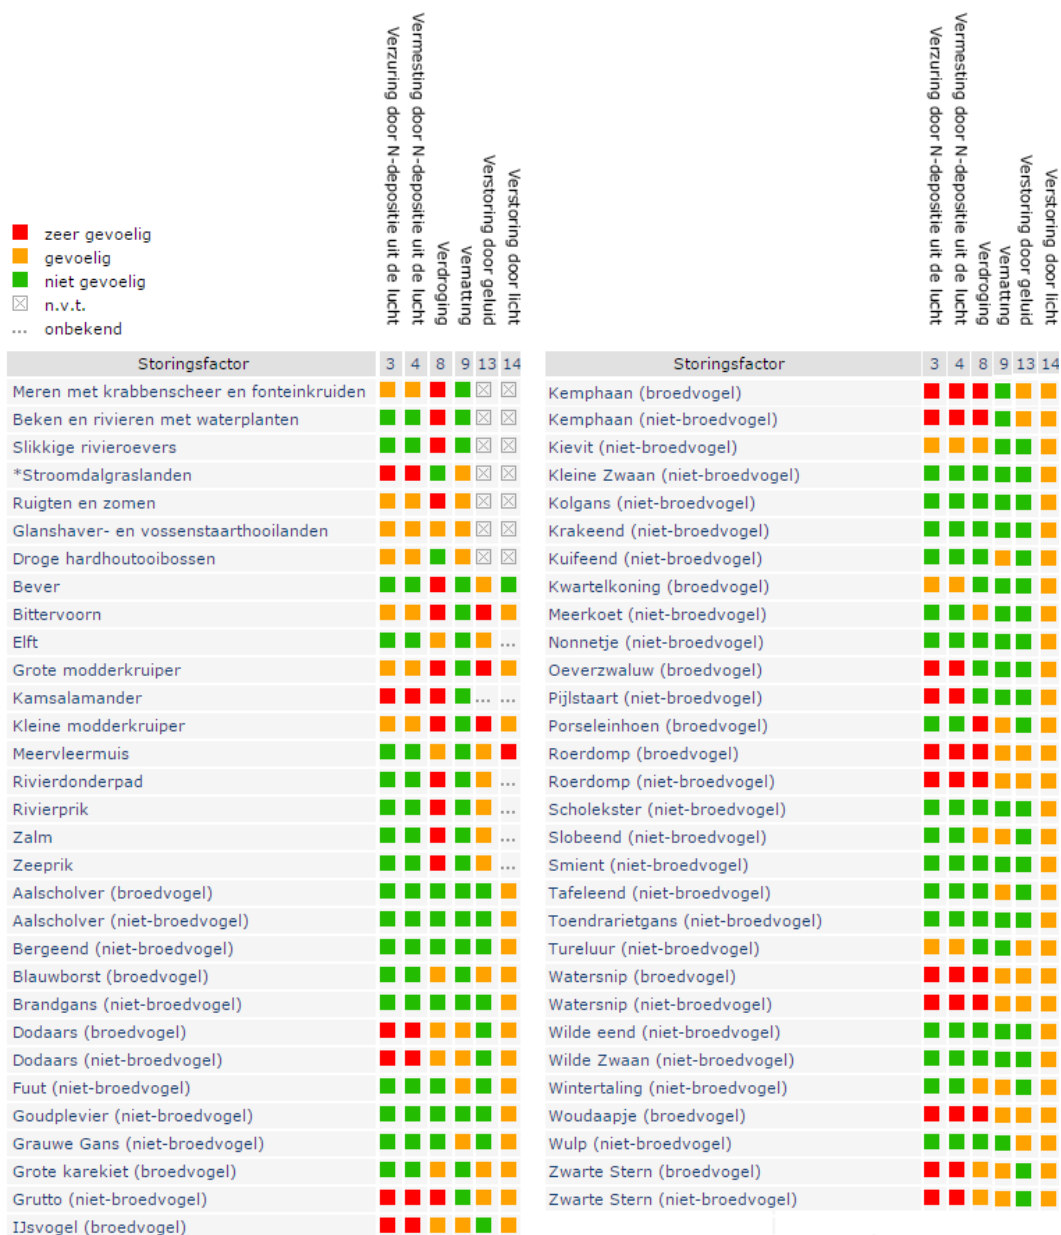 Verzuring door N-depositie uit de lucht
Vermesting door N-depositie uit de lucht
Verdroging
Vernatting
Verstoring door geluid
Verstoring door licht
Verzuring door N-depositie uit de lucht
Vermesting door N-depositie uit de lucht
Verdroging
Vernatting
Verstoring door geluid
Verstoring door licht
zeer gevoelig
gevoelig
niet gevoelig
n.v.t.
... onbekend
Storingsfactor 3 4 8 9 13 14
Meren met krabbenscheer en fonteinkruiden
Beken en rivieren met waterplanten
Slikkige rivieroevers
*Stroomdalgraslanden
Ruigten en zomen
Glanshaver- en vossenstaarthooilanden
Droge hardhoutooibossen
Bever
Bittervoorn
Elft ...
Grote modderkruiper
Kamsalamander ... ...
Kleine modderkruiper
Meervleermuis
Rivierdonderpad ...
Rivierprik ...
Zalm ...
Zeeprik ...
Aalscholver (broedvogel)
Aalscholver (niet-broedvogel)
Bergeend (niet-broedvogel)
Blauwborst (broedvogel)
Brandgans (niet-broedvogel)
Dodaars (broedvogel)
Dodaars (niet-broedvogel)
Fuut (niet-broedvogel)
Goudplevier (niet-broedvogel)
Grauwe Gans (niet-broedvogel)
Grote karekiet (broedvogel)
Grutto (niet-broedvogel)
IJsvogel (broedvogel)
Storingsfactor 3 4 8 9 13 14
Kemphaan (broedvogel)
Kemphaan (niet-broedvogel)
Kievit (niet-broedvogel)
Kleine Zwaan (niet-broedvogel)
Kolgans (niet-broedvogel)
Krakeend (niet-broedvogel)
Kuifeend (niet-broedvogel)
Kwartelkoning (broedvogel)
Meerkoet (niet-broedvogel)
Nonnetje (niet-broedvogel)
Oeverzwaluw (broedvogel)
Pijlstaart (niet-broedvogel)
Porseleinhoen (broedvogel)
Roerdomp (broedvogel)
Roerdomp (niet-broedvogel)
Scholekster (niet-broedvogel)
Slobeend (niet-broedvogel)
Smient (niet-broedvogel)
Tafeleend (niet-broedvogel)
Toendrarietgans (niet-broedvogel)
Tureluur (niet-broedvogel)
Watersnip (broedvogel)
Watersnip (niet-broedvogel)
Wilde eend (niet-broedvogel)
Wilde Zwaan (niet-broedvogel)
Wintertaling (niet-broedvogel)
Woudaapje (broedvogel)
Wulp (niet-broedvogel)
Zwarte Stern (broedvogel)
Zwarte Stern (niet-broedvogel)